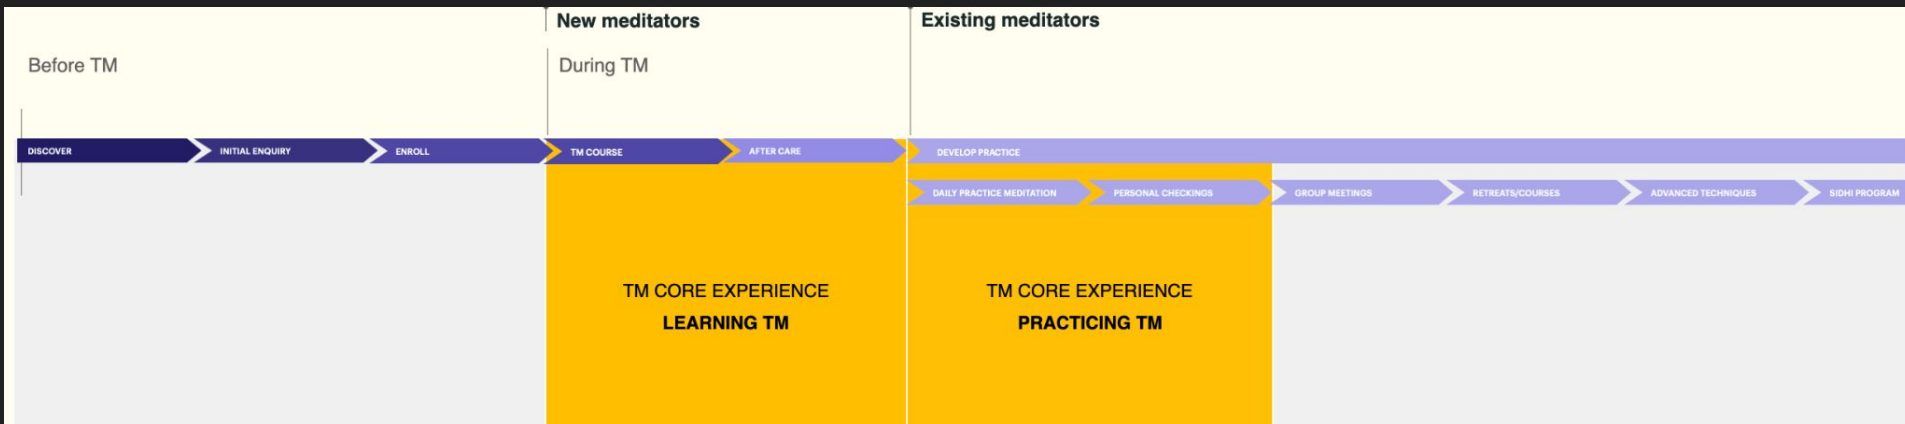 New meditators
Existing meditators
Before TM
During TM
DISCOVER
INITIAL ENQUIRY
ENROLL
TM COURSE
AFTER CARE
DEVELOP PRACTICE
DAILY PRACTICE MEDITATION
PERSONAL CHECKINGS
GROUP MEETINGS
RETREATS/COURSES
ADVANCED TECHNIQUES
SIDHI PROGRAM
TM CORE EXPERIENCE
LEARNING TM
TM CORE EXPERIENCE
PRACTICING TM